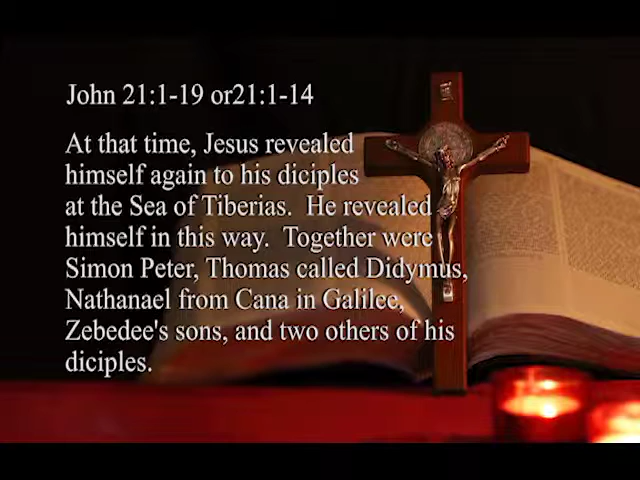 John 21:1-19 or21:1-14
At that time, Jesus revealed
himself again to his diciples
at the Sea of Tiberias.  He revealed
himself in this way.  Together were
Simon Peter, Thomas called Didymus,
Nathanael from Cana in Galilee,
Zebedee's sons, and two others of his
diciples.